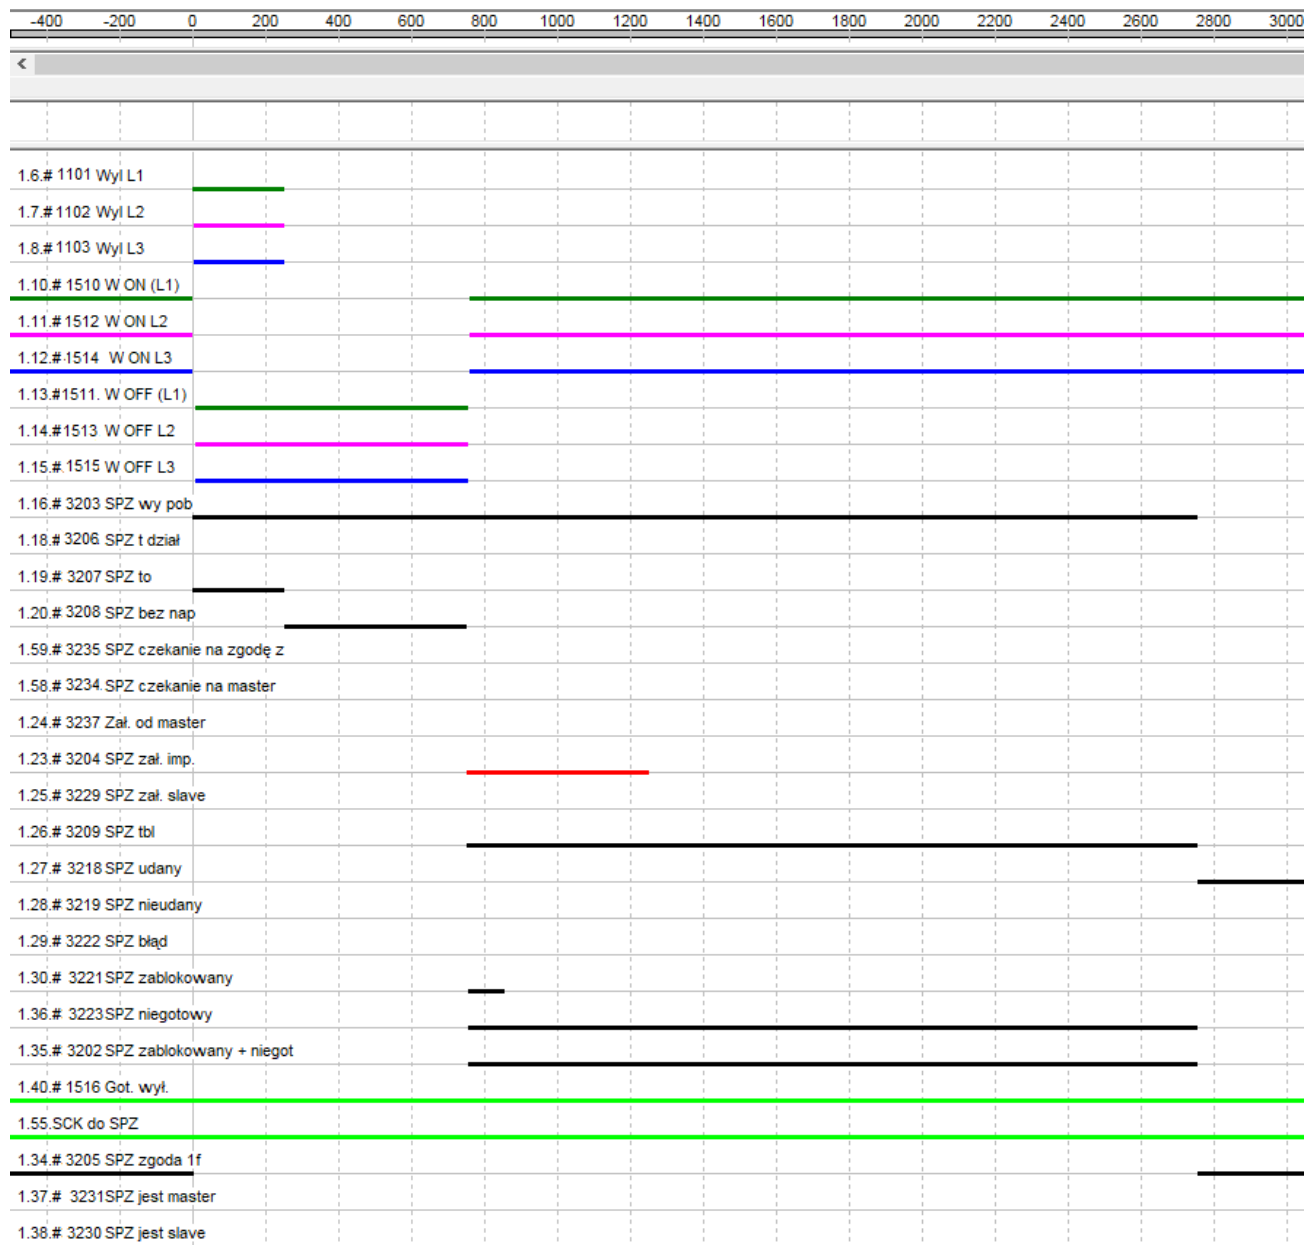 -400 -200 0 200 400 600 800 1000 1200 1400 1600 1800 2000 2200 2400 2600 2800 3000
1.6.# 1101 Wyl L1
1.7.# 1102 Wyl L2
1.8.# 1103 Wyl L3
1.10.# 1510 W ON (L1)
1.11.# 1512 W ON L2
1.12.# 1514 W ON L3
1.13.#1511. W OFF (L1)
1.14.#1513 W OFF L2
1.15.# 1515 W OFF L3
1.16.# 3203 SPZ wy pob
1.18.# 3206 SPZ t dział
1.19.# 3207 SPZ to
1.20.# 3208 SPZ bez nap
1.59.# 3235 SPZ czekanie na zgodę z
1.58.# 3234 SPZ czekanie na master
1.24.# 3237 Zał. od master
1.23.# 3204 SPZ zał. imp.
1.25.# 3229 SPZ zał. slave
1.26.# 3209 SPZ tbl
1.27.# 3218 SPZ udany
1.28.# 3219 SPZ nieudany
1.29.# 3222 SPZ błąd
1.30.# 3221 SPZ zablokowany
1.36.# 3223 SPZ niegotowy
1.35.# 3202 SPZ zablokowany + niegot
1.40.# 1516 Got. wył.
1.55.SCK do SPZ
1.34.# 3205 SPZ zgoda 1f
1.37.# 3231 SPZ jest master
1.38.# 3230 SPZ jest slave